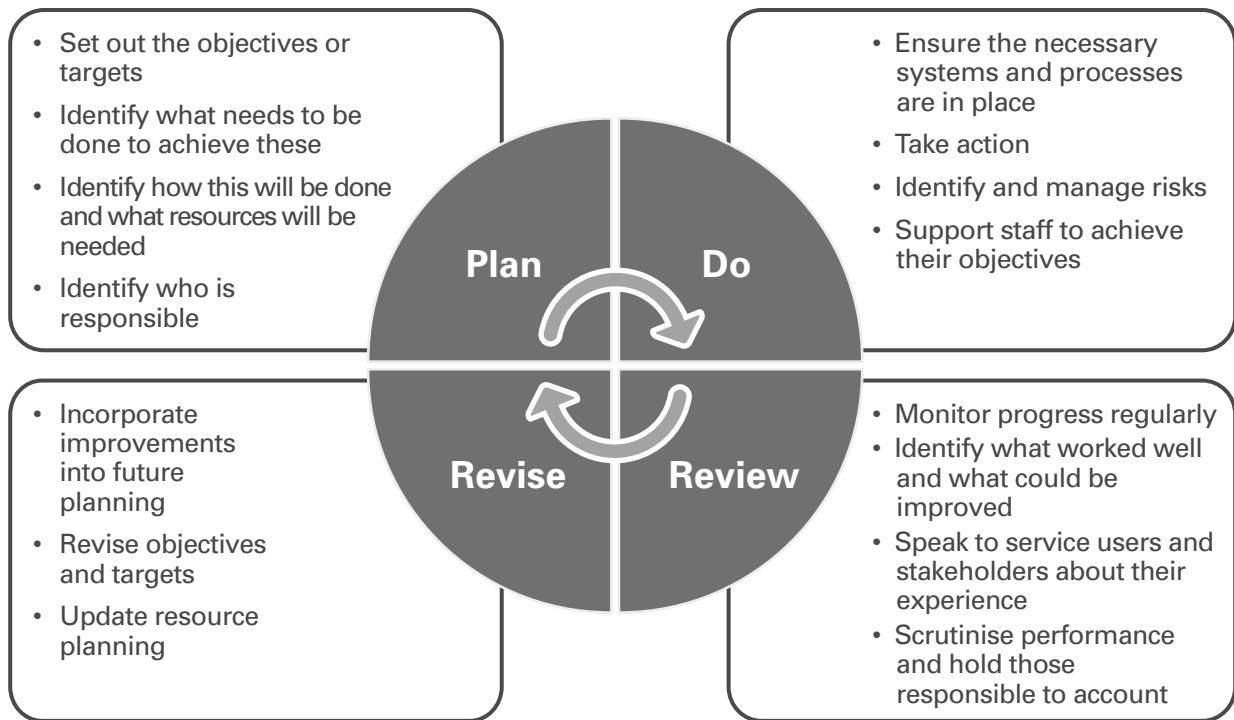 • Set out the objectives or
targets
• Identify what needs to be
done to achieve these
• Identify how this will be done
and what resources will be
needed
• Identify who is
responsible
• Ensure the necessary
systems and processes
are in place
• Take action
• Identify and manage risks
• Support staff to achieve
their objectives
Plan
Do
Revise
Review
• Incorporate
improvements
into future
planning
• Revise objectives
and targets
• Update resource
planning
• Monitor progress regularly
• Identify what worked well
and what could be
improved
• Speak to service users and
stakeholders about their
experience
• Scrutinise performance
and hold those
responsible to account